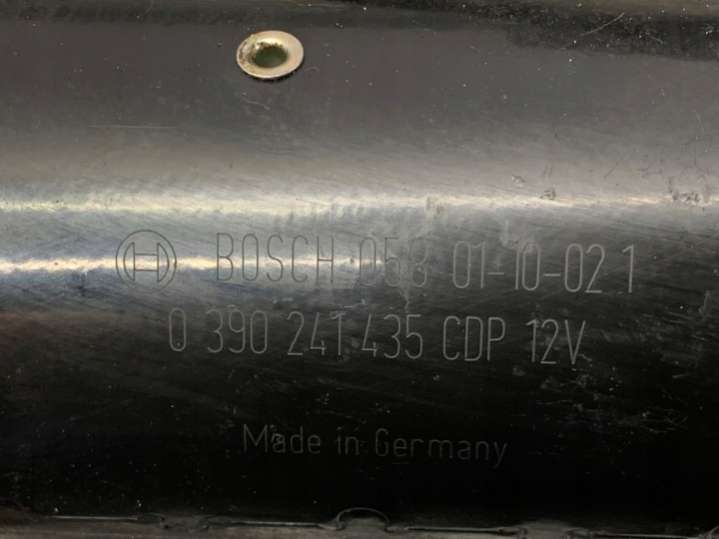 BOSCH 058 01-10-02 1
0 390 241 435 CDP 12V
Made in Germany